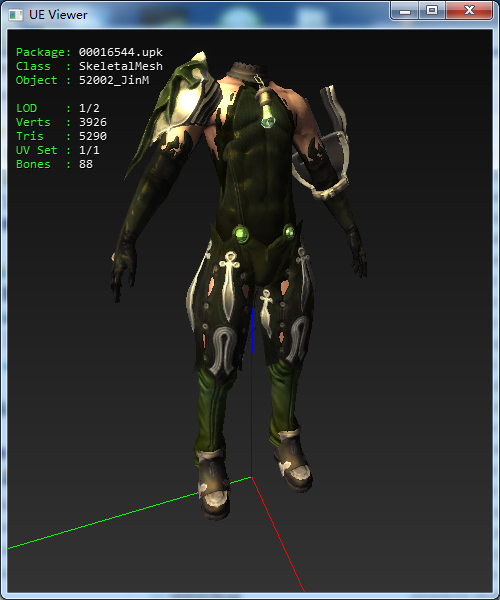 UE Viewer
Package: 00016544.upk
Class : SkeletalMesh
Object : 52002_JinM
LOD : 1/2
Verts : 3926
Tris : 5290
UV Set : 1/1
Bones : 88